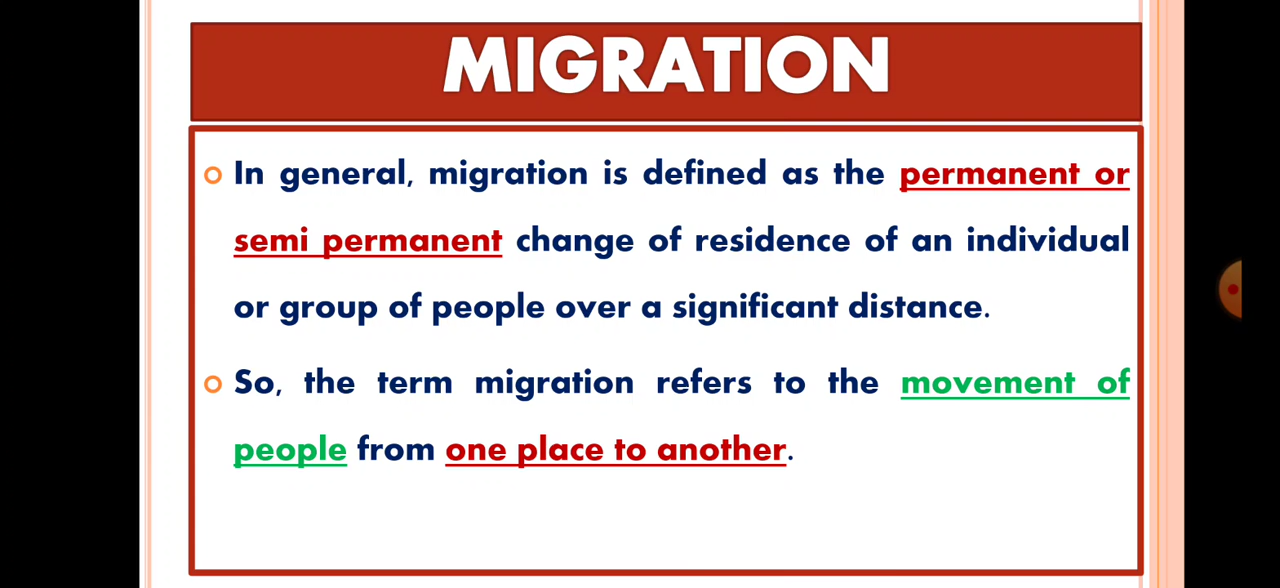 MIGRATION
In general, migration is defined as the permanent or
semi permanent change of residence of an individual
or group of people over a significant distance.
So, the term migration refers to the movement of
people from one place to another.